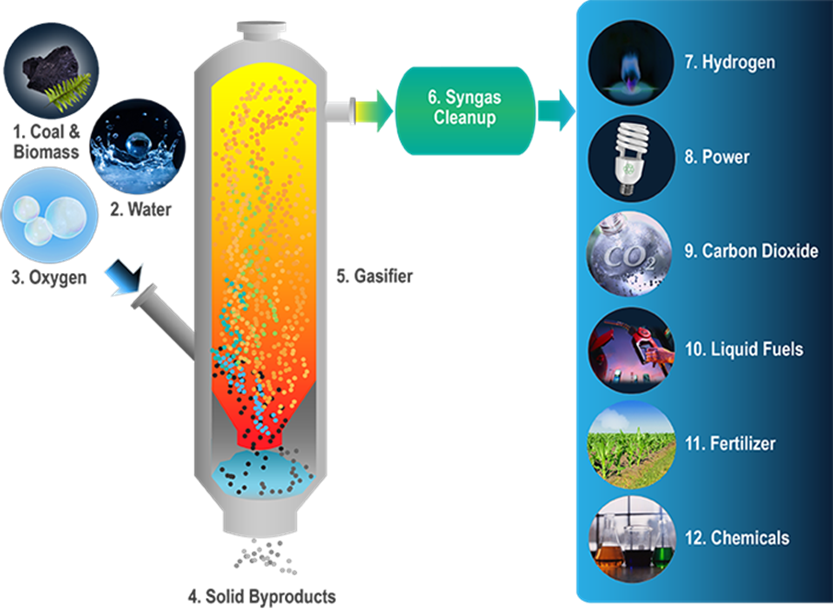 1. Coal &
Biomass
2. Water
3. Oxygen
4. Solid Byproducts
5. Gasifier
6. Syngas
Cleanup
7. Hydrogen
8. Power
9. Carbon Dioxide
CO2
10. Liquid Fuels
11. Fertilizer
12. Chemicals